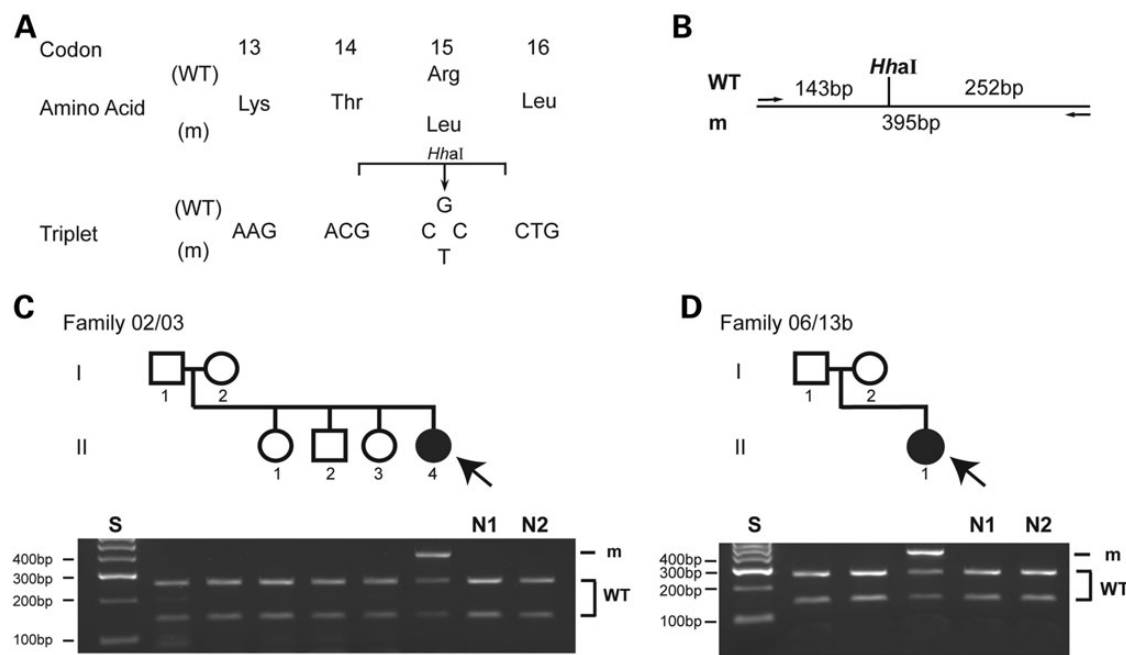 A
Codon 13 14 15 16
(WT) Arg
Amino Acid Lys Thr Leu
(m) Leu
HhaI
(WT) G
Triplet AAG ACG C C CTG
(m) T
B
HhaI
WT 143bp 252bp
m 395bp
C
Family 02/03
I
1 2
II
1 2 3 4
S N1 N2
400bp
300bp
200bp
100bp
m
WT
D
Family 06/13b
I
1 2
II
1
S N1 N2
400bp
300bp
200bp
100bp
m
WT